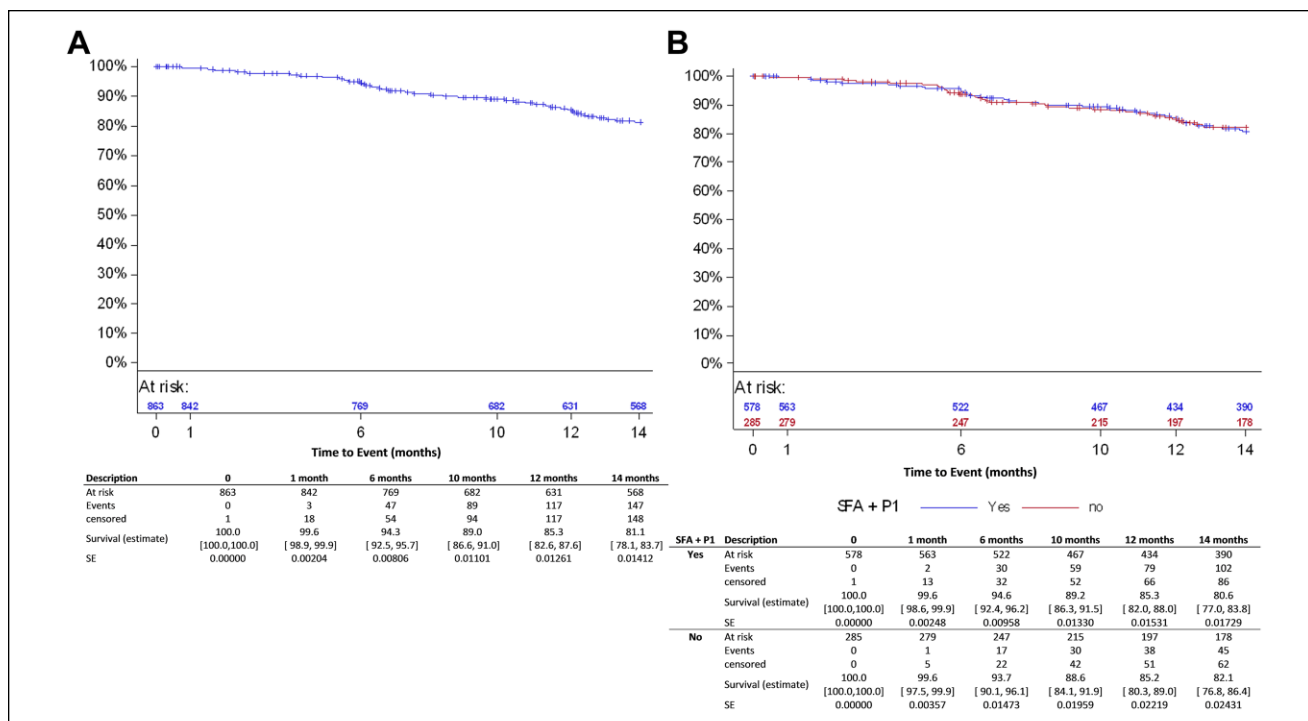 A
100%
90%
80%
70%
60%
50%
40%
30%
20%
10%
0%
At risk:
863 842 769 682 631 568
0 1 6 10 12 14
Time to Event (months)
Description 0 1 month 6 months 10 months 12 months 14 months
At risk 863 842 769 682 631 568
Events 0 3 47 89 117 147
censored 1 18 54 94 117 148
Survival (estimate) 100.0 99.6 94.3 89.0 85.3 81.1
[100.0,100.0] [ 98.9, 99.9] [ 92.5, 95.7] [ 86.6, 91.0] [ 82.6, 87.6] [ 78.1, 83.7]
SE 0.00000 0.00204 0.00806 0.01101 0.01261 0.01412
B
100%
90%
80%
70%
60%
50%
40%
30%
20%
10%
0%
At risk:
578 563 522 467 434 390
285 279 247 215 197 178
0 1 6 10 12 14
Time to Event (months)
SFA + P1 Yes no
SFA + P1 Description 0 1 month 6 months 10 months 12 months 14 months
Yes At risk 578 563 522 467 434 390
Events 0 2 30 59 79 102
censored 1 13 32 52 66 86
Survival (estimate) 100.0 99.6 94.6 89.2 85.3 80.6
[100.0,100.0] [ 98.6, 99.9] [ 92.4, 96.2] [ 86.3, 91.5] [ 82.0, 88.0] [ 77.0, 83.8]
SE 0.00000 0.00248 0.00958 0.01330 0.01531 0.01729
No At risk 285 279 247 215 197 178
Events 0 1 17 30 38 45
censored 0 5 22 42 51 62
Survival (estimate) 100.0 99.6 93.7 88.6 85.2 82.1
[100.0,100.0] [ 97.5, 99.9] [ 90.1, 96.1] [ 84.1, 91.9] [ 80.3, 89.0] [ 76.8, 86.4]
SE 0.00000 0.00357 0.01473 0.01959 0.02219 0.02431